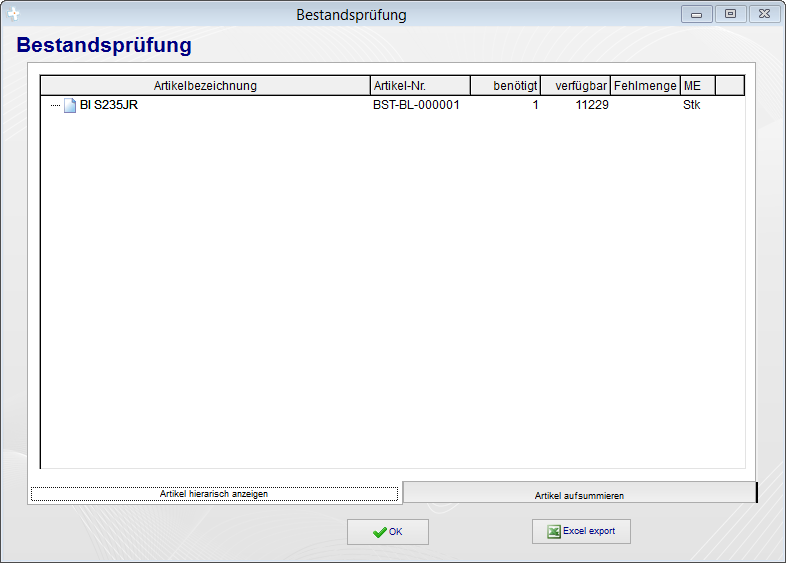 Bestandsprüfung
Bestandsprüfung
Artikelbezeichnung Artikel-Nr. benötigt verfügbar Fehlmenge ME
Bl S235JR BST-BL-000001 1 11229 Stk
Artikel hierarisch anzeigen Artikel aufsummieren
OK Excel export